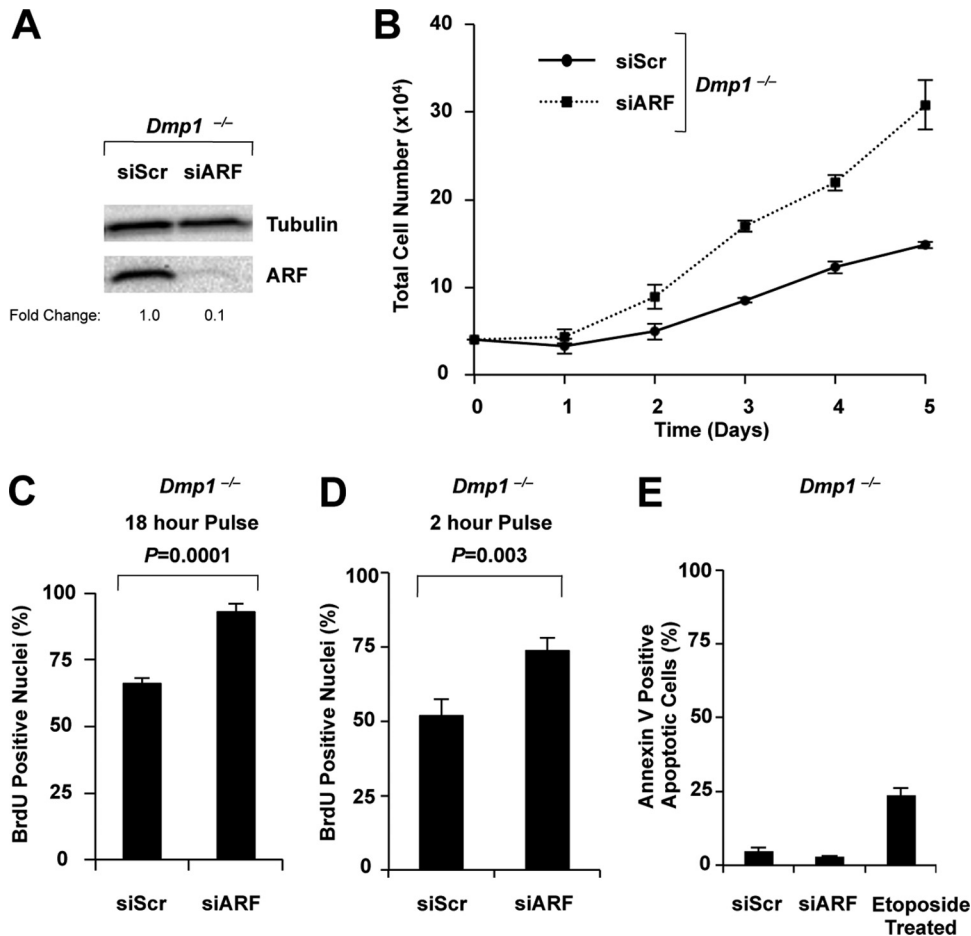 A
Dmp1 –/–
siScr siARF
Tubulin
ARF
Fold Change: 1.0 0.1
B
Total Cell Number (x10⁴)
40
30
20
10
0
siScr
siARF
Dmp1 –/–
0 1 2 3 4 5
Time (Days)
C
Dmp1 –/–
18 hour Pulse
P=0.0001
BrdU Positive Nuclei (%)
100
75
50
25
0
siScr siARF
D
Dmp1 –/–
2 hour Pulse
P=0.003
BrdU Positive Nuclei (%)
100
75
50
25
0
siScr siARF
E
Dmp1 –/–
Annexin V Positive
Apoptotic Cells (%)
100
50
25
0
siScr siARF Etoposide
Treated